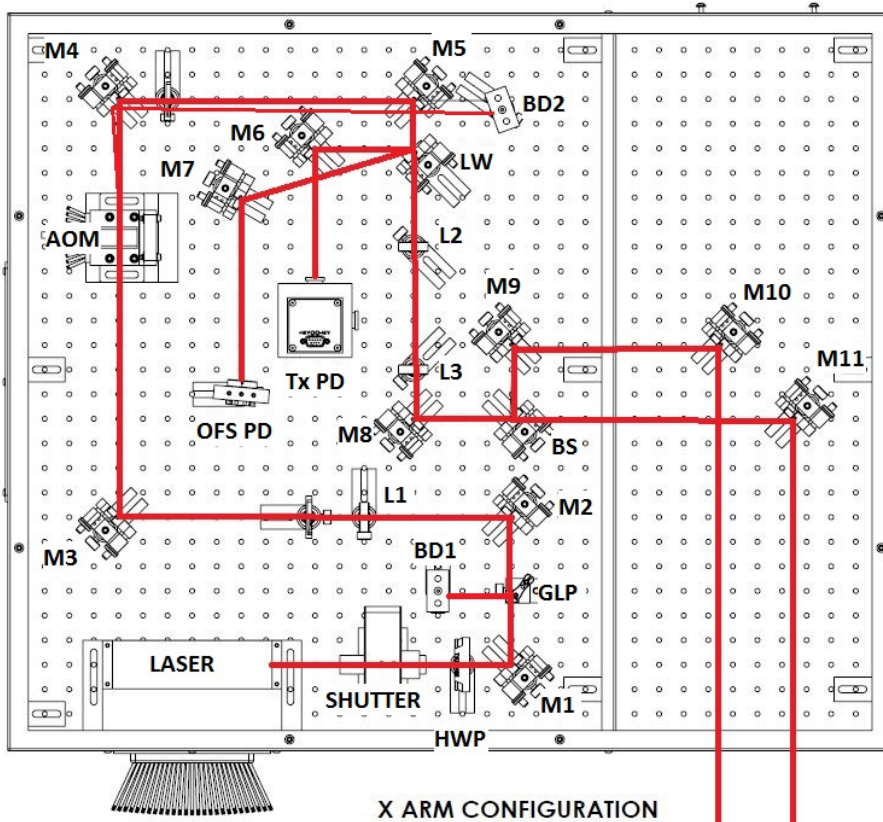 M4
M5
BD2
M6
LW
M7
AOM
L2
M9
M10
L3
M11
Tx PD
OFS PD
M8
BS
L1
M2
M3
BD1
GLP
LASER
SHUTTER
M1
HWP
X ARM CONFIGURATION